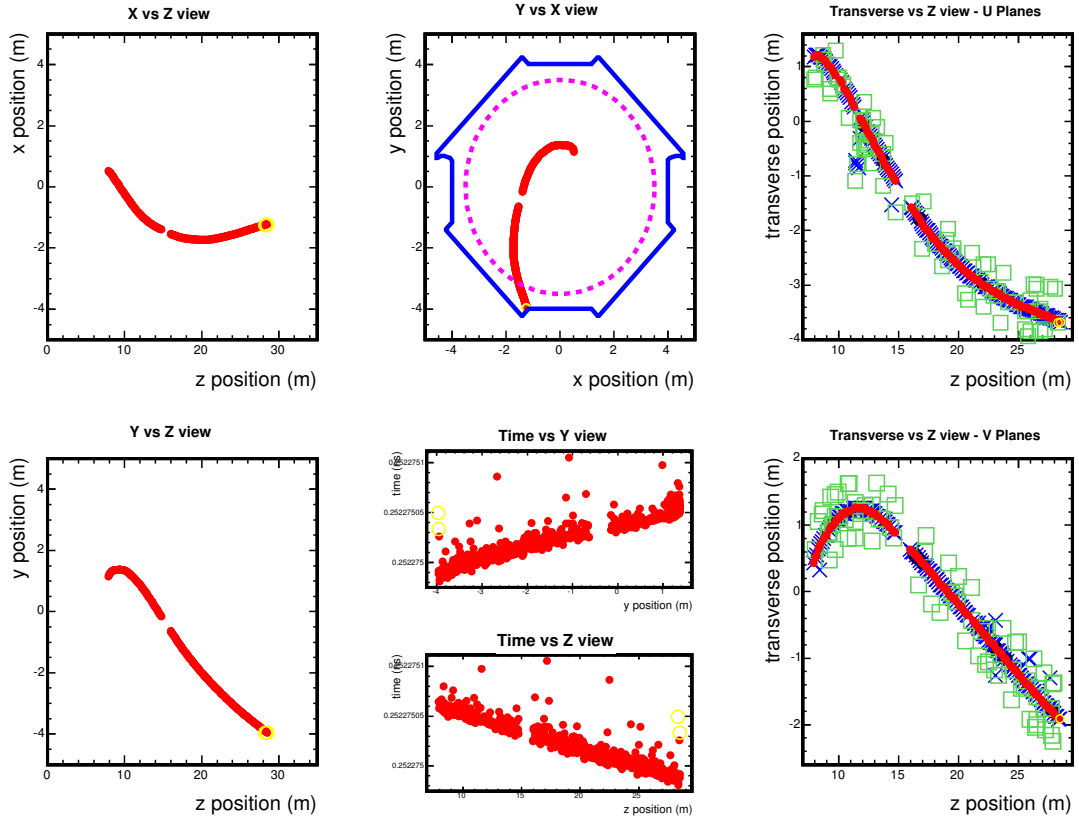 X vs Z view
x position (m)
4
2
0
-2
-4
0 10 20 30
z position (m)
Y vs X view
y position (m)
4
2
0
-2
-4
-4 -2 0 2 4
x position (m)
Transverse vs Z view - U Planes
transverse position (m)
1
0
-1
-2
-3
-4
10 15 20 25
z position (m)
Y vs Z view
y position (m)
4
2
0
-2
-4
0 10 20 30
z position (m)
Time vs Y view
time (ns)
0.2522751
0.25227505
0.252275
-4 -3 -2 -1 0 1
y position (m)
Time vs Z view
time (ns)
0.2522751
0.25227505
0.252275
10 15 20 25
z position (m)
Transverse vs Z view - V Planes
transverse position (m)
2
1
0
-1
-2
10 15 20 25
z position (m)